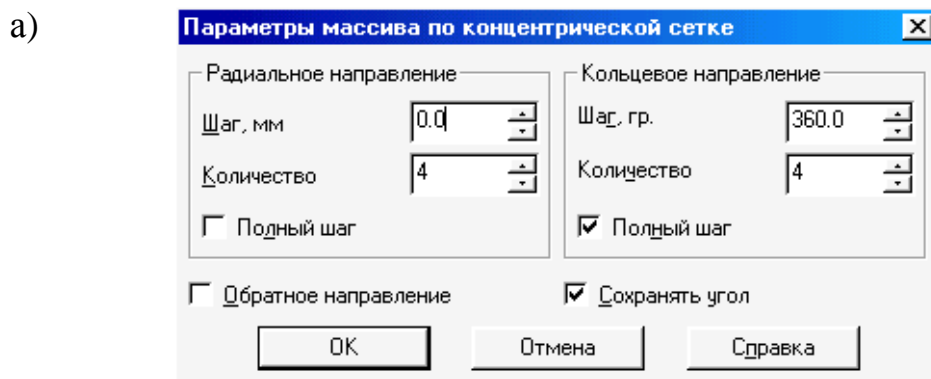 а)
Параметры массива по концентрической сетке
Радиальное направление
Шаг, мм 0.0
Количество 4
Полный шаг
Кольцевое направление
Шаг, гр. 360.0
Количество 4
Полный шаг
Обратное направление
Сохранять угол
OK Отмена Справка